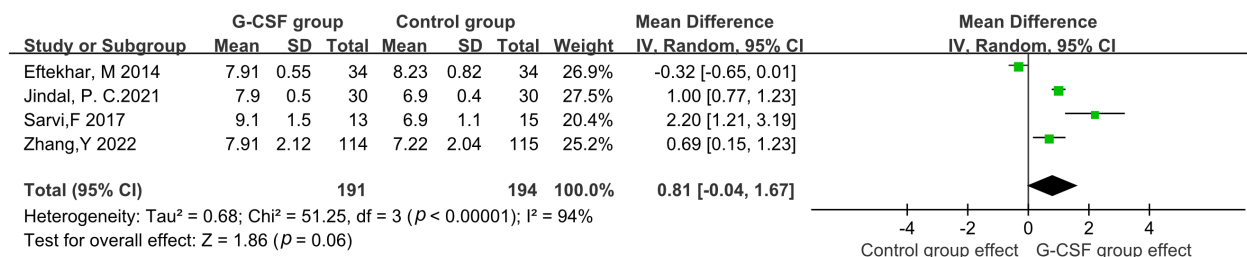 G-CSF group Control group Mean Difference Mean Difference
Study or Subgroup Mean SD Total Mean SD Total Weight IV, Random, 95% CI IV, Random, 95% CI
Eftekhar, M 2014 7.91 0.55 34 8.23 0.82 34 26.9% -0.32 [-0.65, 0.01]
Jindal, P. C.2021 7.9 0.5 30 6.9 0.4 30 27.5% 1.00 [0.77, 1.23]
Sarvi,F 2017 9.1 1.5 13 6.9 1.1 15 20.4% 2.20 [1.21, 3.19]
Zhang,Y 2022 7.91 2.12 114 7.22 2.04 115 25.2% 0.69 [0.15, 1.23]
Total (95% CI) 191 194 100.0% 0.81 [-0.04, 1.67]
Heterogeneity: Tau² = 0.68; Chi² = 51.25, df = 3 (p < 0.00001); I² = 94%
Test for overall effect: Z = 1.86 (p = 0.06)
-4 -2 0 2 4
Control group effect G-CSF group effect